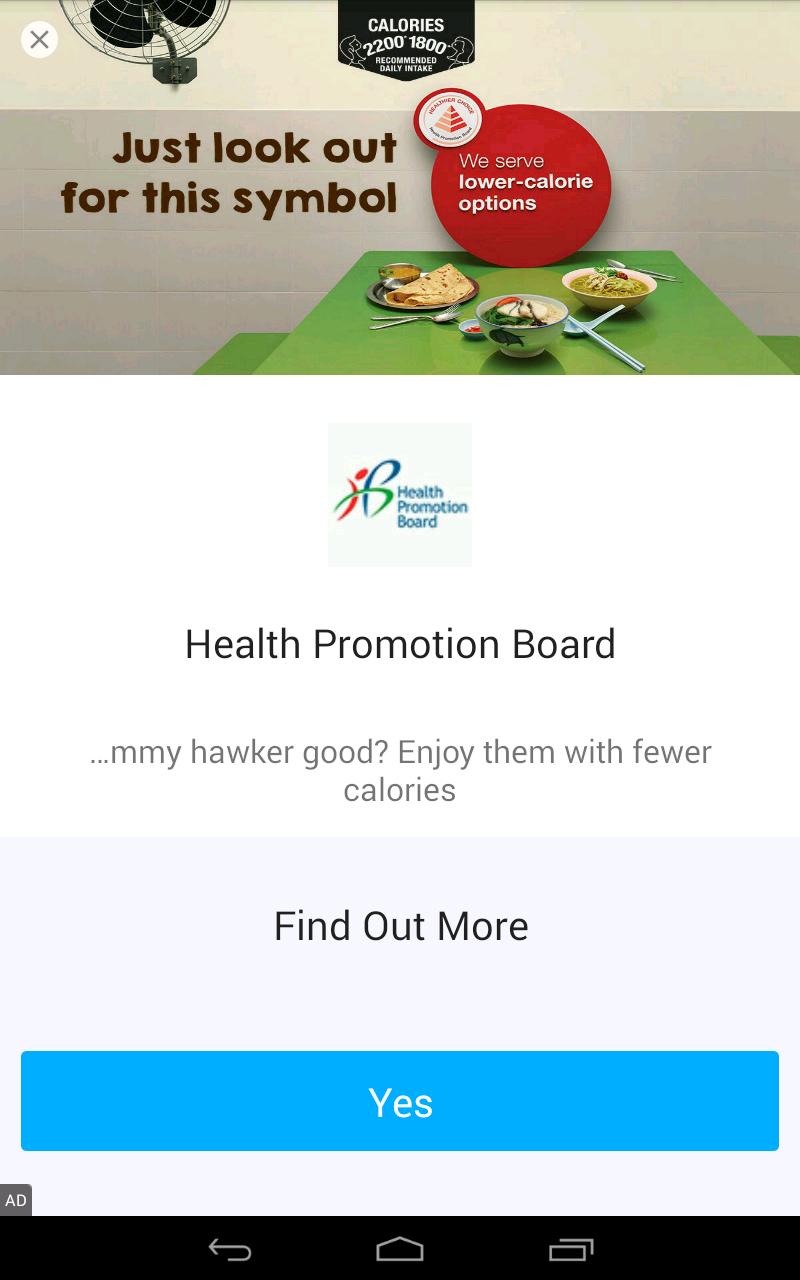 CALORIES
2200 1800
RECOMMENDED
DAILY INTAKE
HEALTHIER CHOICE
Health Promotion Board
Just look out
for this symbol
We serve
lower-calorie
options
Health
Promotion
Board
Health Promotion Board
...mmy hawker good? Enjoy them with fewer
calories
Find Out More
Yes
AD